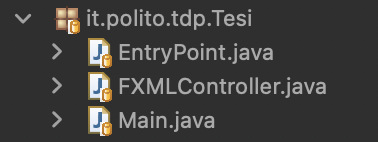 it.polito.tdp.Tesi
EntryPoint.java
FXMLController.java
Main.java